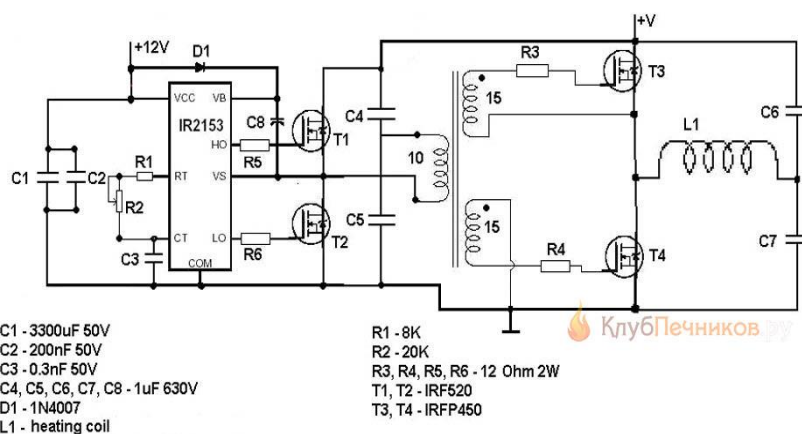 +V
+12V
D1
R3
T3
VCC
VB
IR2153
C8
T1
C4
15
C6
HO
R5
L1
10
C1
C2
R1
RT
VS
R2
C5
15
C7
T2
R4
T4
CT
LO
R6
C3
COM
C1 - 3300uF 50V
C2 - 200nF 50V
C3 - 0.3nF 50V
C4, C5, C6, C7, C8 - 1uF 630V
D1 - 1N4007
L1 - heating coil
R1 - 8K
R2 - 20K
R3, R4, R5, R6 - 12 Ohm 2W
T1, T2 - IRF520
T3, T4 - IRFP450
КлубПечников.ру